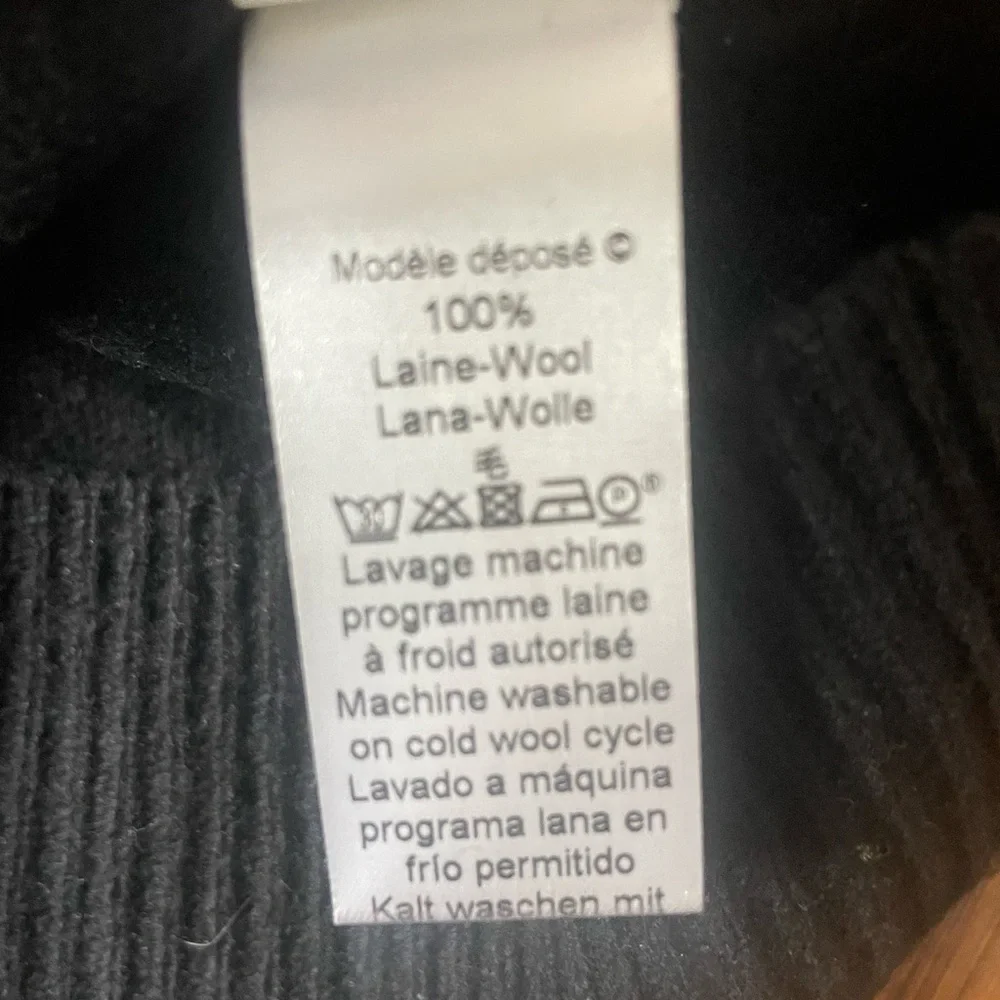 Modèle déposé ©
100%
Laine-Wool
Lana-Wolle
毛
30 P ®
Lavage machine
programme laine
à froid autorisé
Machine washable
on cold wool cycle
Lavado a máquina
programa lana en
frío permitido
Kalt waschen mit